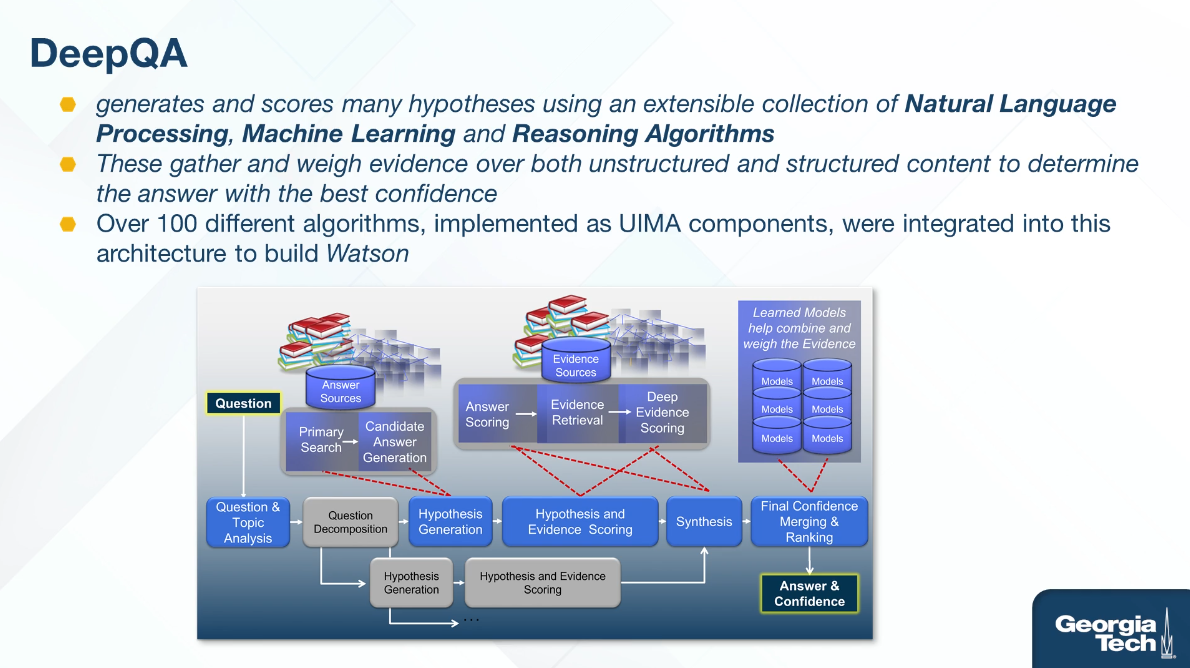 DeepQA
generates and scores many hypotheses using an extensible collection of Natural Language
Processing, Machine Learning and Reasoning Algorithms
These gather and weigh evidence over both unstructured and structured content to determine
the answer with the best confidence
Over 100 different algorithms, implemented as UIMA components, were integrated into this
architecture to build Watson
Learned Models
help combine and
weigh the Evidence
Evidence
Sources
Answer
Sources
Models Models
Models Models
Models Models
Question
Primary
Search
Candidate
Answer
Generation
Answer
Scoring
Evidence
Retrieval
Deep
Evidence
Scoring
Question &
Topic
Analysis
Question
Decomposition
Hypothesis
Generation
Hypothesis and
Evidence Scoring
Synthesis
Final Confidence
Merging &
Ranking
Hypothesis
Generation
Hypothesis and Evidence
Scoring
Answer &
Confidence
...
Georgia
Tech